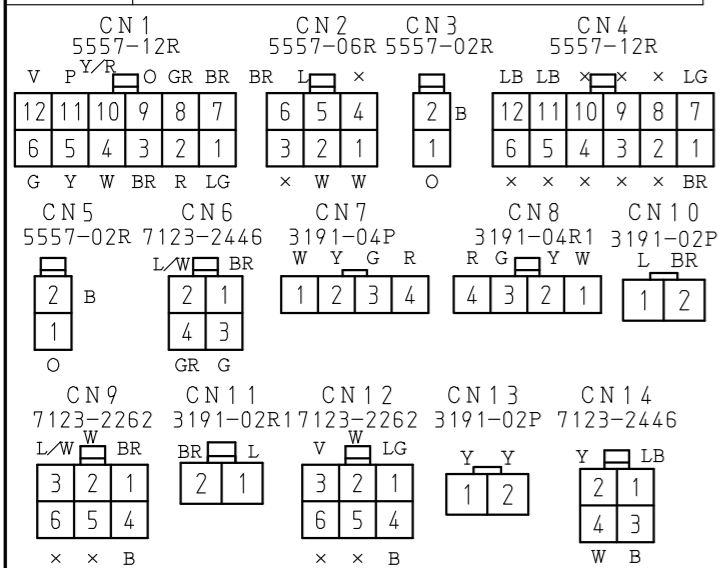 CN1 CN2 CN3 CN4
5557-12R 5557-06R 5557-02R 5557-12R
V P Y/R O GR BR BR L × LB LB × × × LG
12 11 10 9 8 7 6 5 4 2 B 12 11 10 9 8 7
6 5 4 3 2 1 3 2 1 1 6 5 4 3 2 1
G Y W BR R LG × W W O × × × × × BR
CN5 CN6 CN7 CN8 CN10
5557-02R 7123-2446 3191-04P 3191-04R1 3191-02P
L/W BR W Y G R R G Y W L BR
2 B 2 1 1 2 3 4 4 3 2 1 1 2
1 4 3
O GR G
CN9 CN11 CN12 CN13 CN14
7123-2262 3191-02R1 7123-2262 3191-02P 7123-2446
L/W W BR BR L V W LG Y Y Y LB
3 2 1 2 1 3 2 1 1 2 2 1
6 5 4 6 5 4 4 3
× × B × × B W B